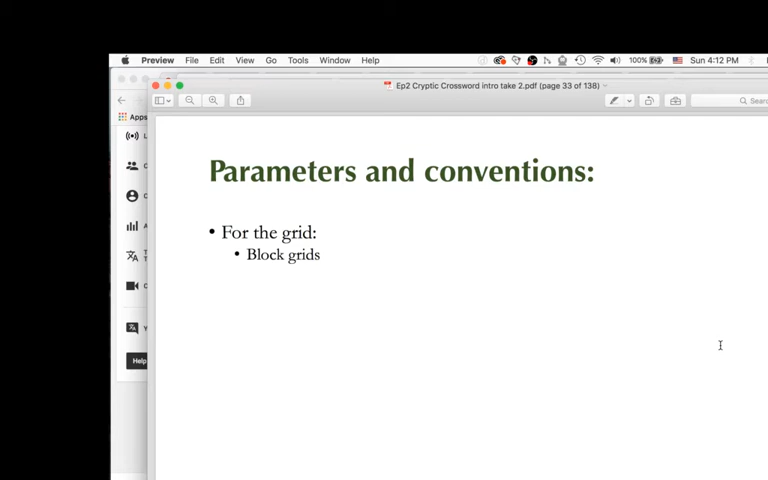 Preview File Edit View Go Tools Window Help 100% Sun 4:12 PM
Ep2 Cryptic Crossword intro take 2.pdf (page 33 of 138)
Apps
Parameters and conventions:
• For the grid:
• Block grids
Help